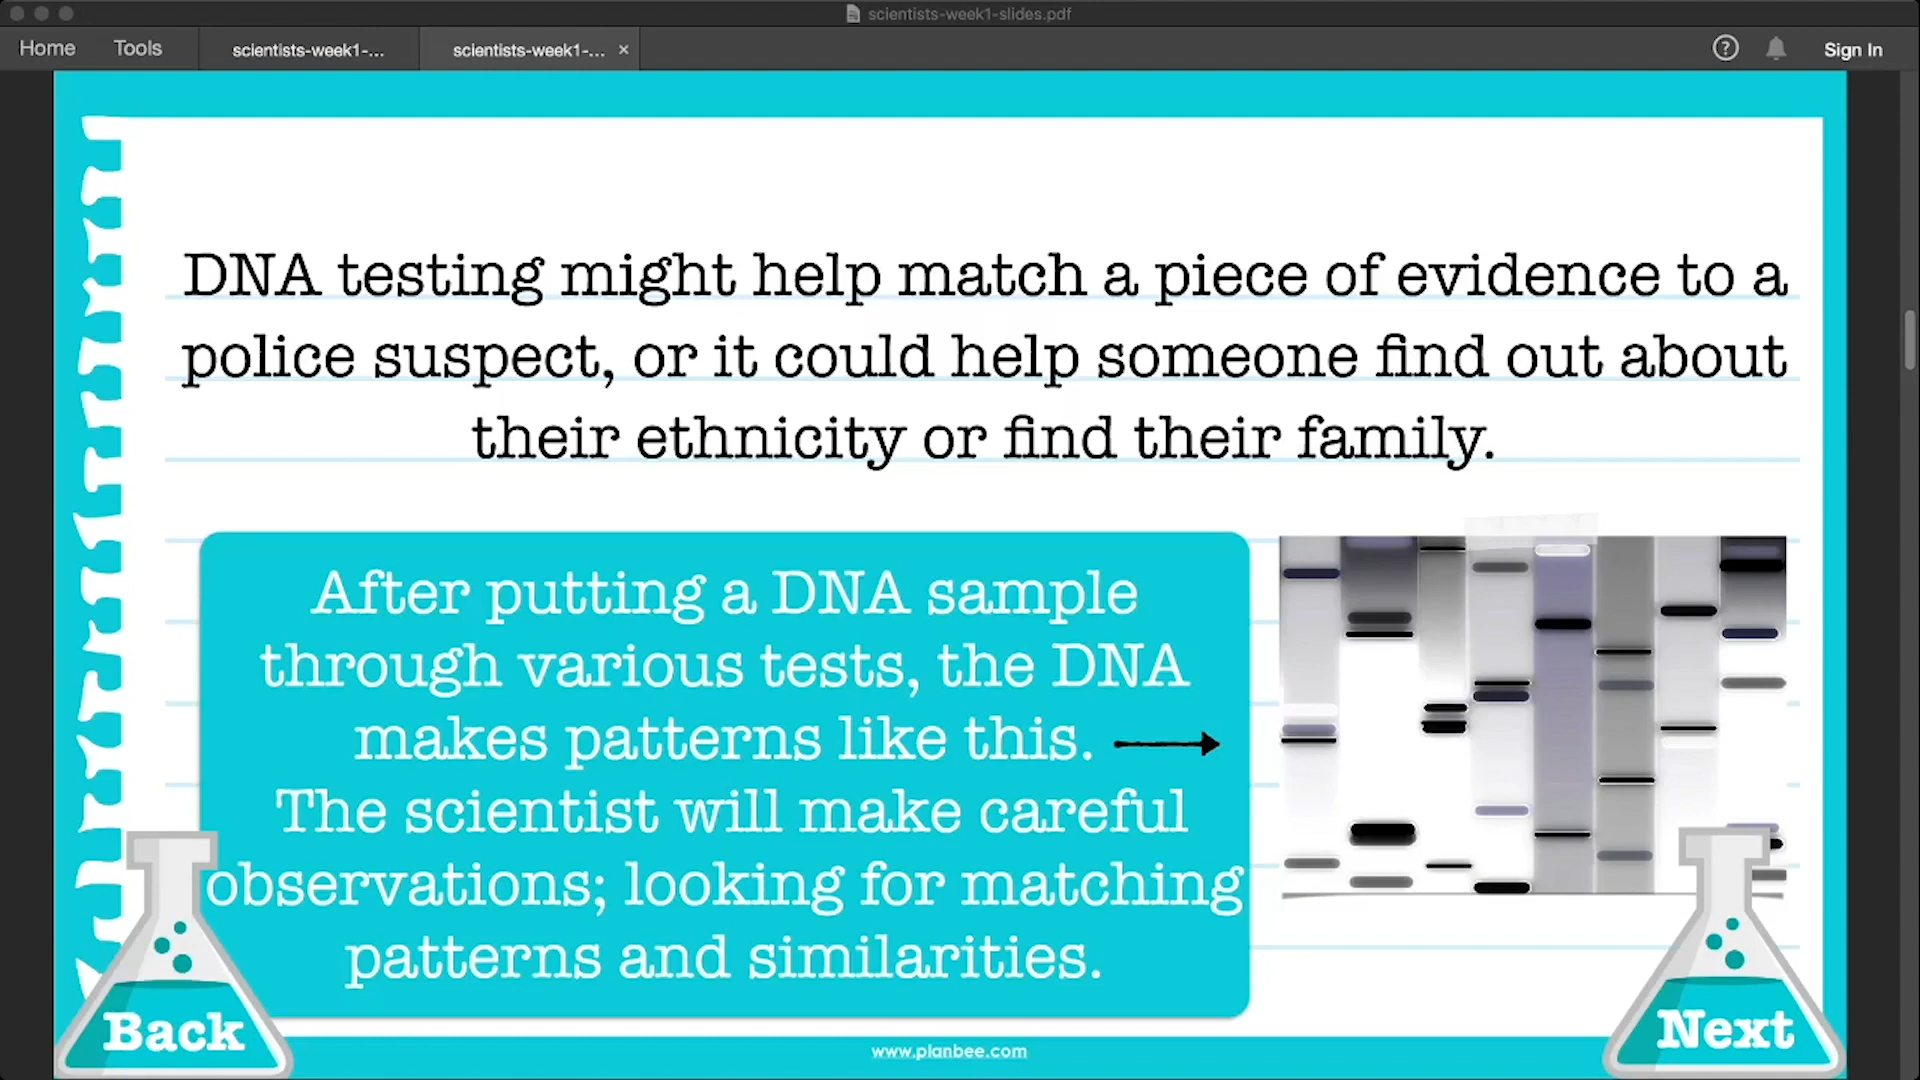 scientists-week1-slides.pdf
Home Tools scientists-week1-... scientists-week1-... × ? Sign In
DNA testing might help match a piece of evidence to a
police suspect, or it could help someone find out about
their ethnicity or find their family.
After putting a DNA sample
through various tests, the DNA
makes patterns like this.
The scientist will make careful
observations; looking for matching
patterns and similarities.
Back
Next
www.planbee.com